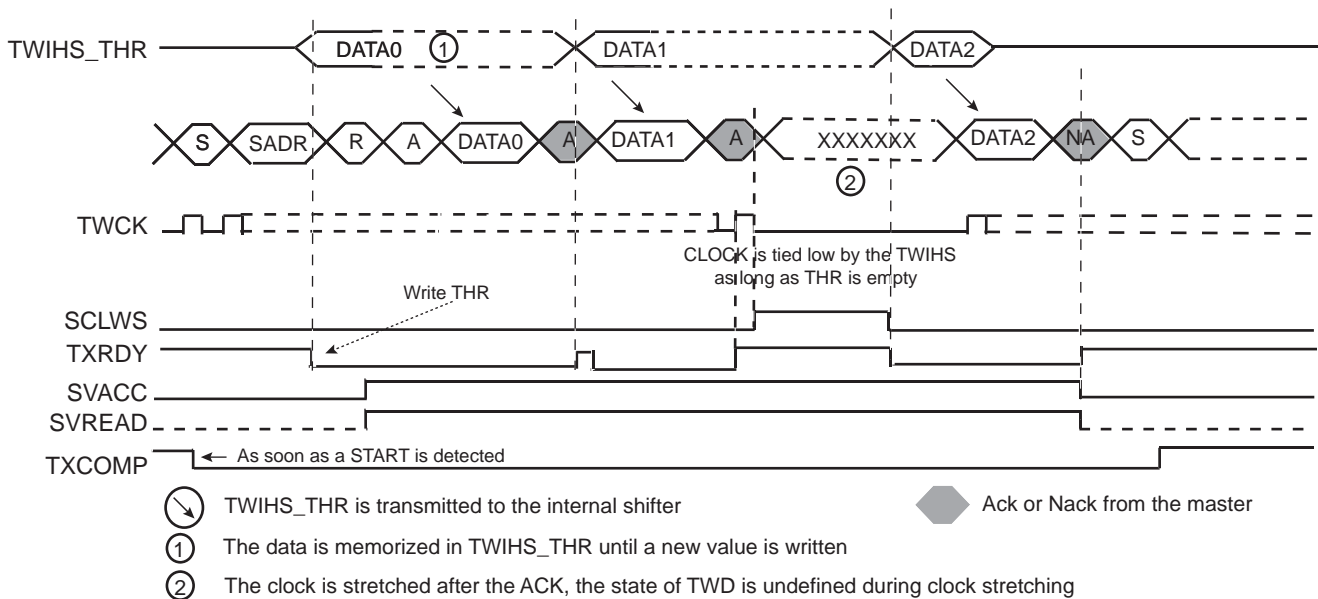 TWIHS_THR DATA0 1 DATA1 DATA2
S SADR R A DATA0 A DATA1 A XXXXXXX DATA2 NA S
2
TWCK
CLOCK is tied low by the TWIHS
as long as THR is empty
Write THR
SCLWS
TXRDY
SVACC
SVREAD
TXCOMP As soon as a START is detected
TWIHS_THR is transmitted to the internal shifter Ack or Nack from the master
1 The data is memorized in TWIHS_THR until a new value is written
2 The clock is stretched after the ACK, the state of TWD is undefined during clock stretching